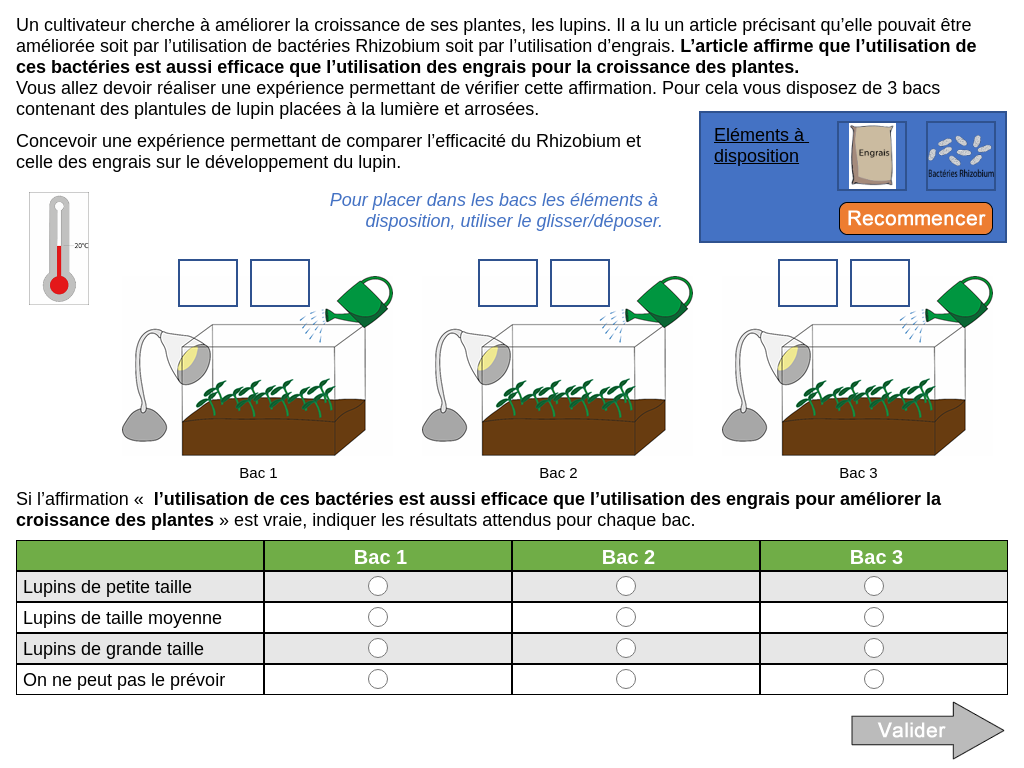 Un cultivateur cherche à améliorer la croissance de ses plantes, les lupins. Il a lu un article précisant qu’elle pouvait être
améliorée soit par l’utilisation de bactéries Rhizobium soit par l’utilisation d’engrais. L’article affirme que l’utilisation de
ces bactéries est aussi efficace que l’utilisation des engrais pour la croissance des plantes.
Vous allez devoir réaliser une expérience permettant de vérifier cette affirmation. Pour cela vous disposez de 3 bacs
contenant des plantules de lupin placées à la lumière et arrosées.
Concevoir une expérience permettant de comparer l’efficacité du Rhizobium et
celle des engrais sur le développement du lupin.
Eléments à
disposition
Engrais
Bactéries Rhizobium
Recommencer
Pour placer dans les bacs les éléments à
disposition, utiliser le glisser/déposer.
20°C
Bac 1
Bac 2
Bac 3
Si l’affirmation « l’utilisation de ces bactéries est aussi efficace que l’utilisation des engrais pour améliorer la
croissance des plantes » est vraie, indiquer les résultats attendus pour chaque bac.
Bac 1 Bac 2 Bac 3
Lupins de petite taille
Lupins de taille moyenne
Lupins de grande taille
On ne peut pas le prévoir
Valider